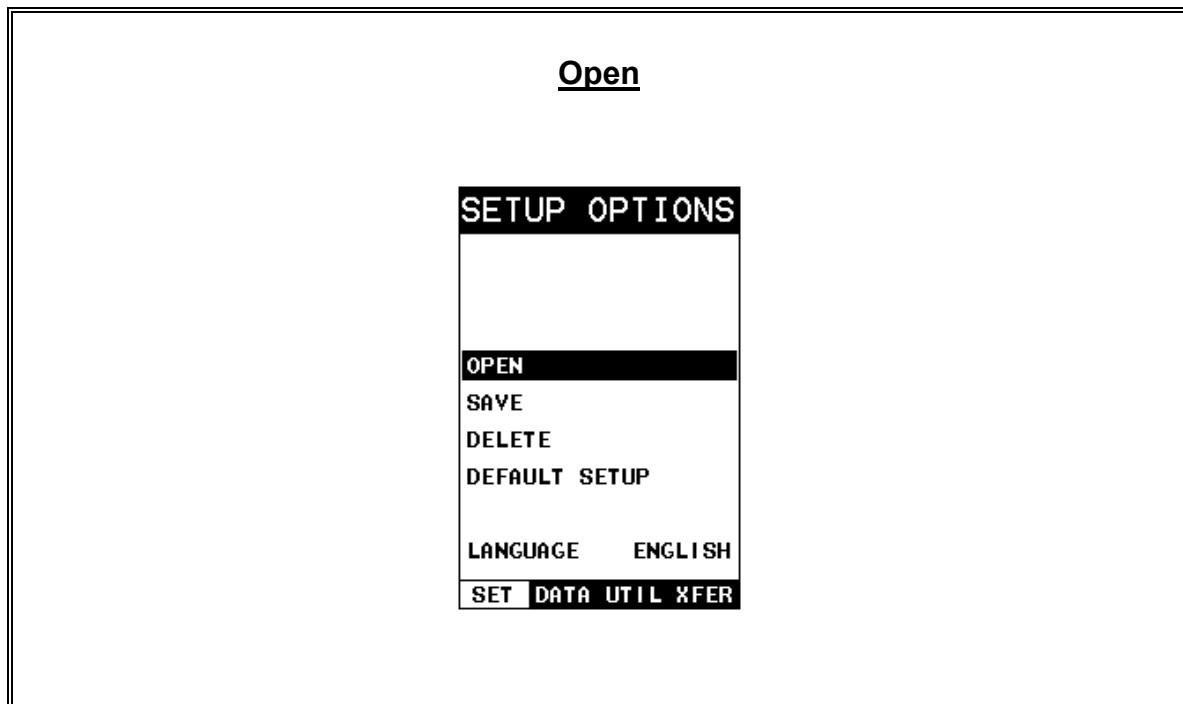 Open
SETUP OPTIONS
OPEN
SAVE
DELETE
DEFAULT SETUP
LANGUAGE ENGLISH
SET DATA UTIL XFER